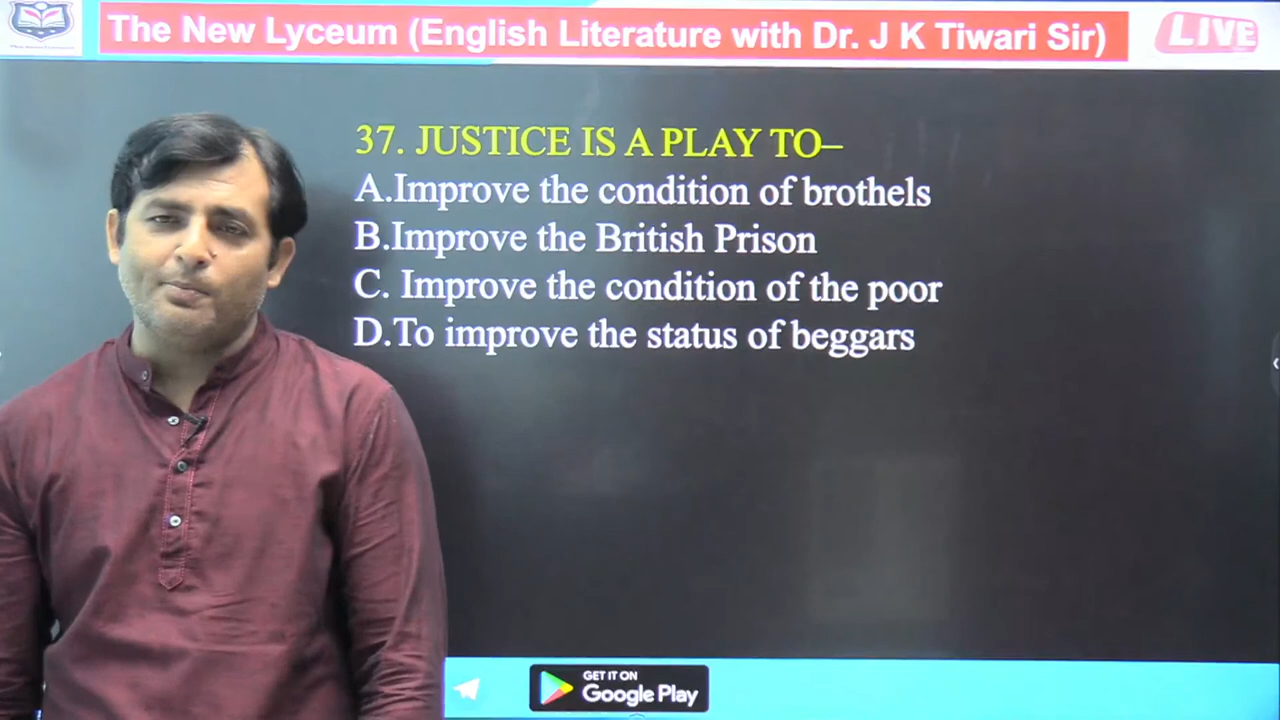 The New Lyceum (English Literature with Dr. J K Tiwari Sir)
LIVE
37. JUSTICE IS A PLAY TO–
A.Improve the condition of brothels
B.Improve the British Prison
C. Improve the condition of the poor
D.To improve the status of beggars
GET IT ON
Google Play